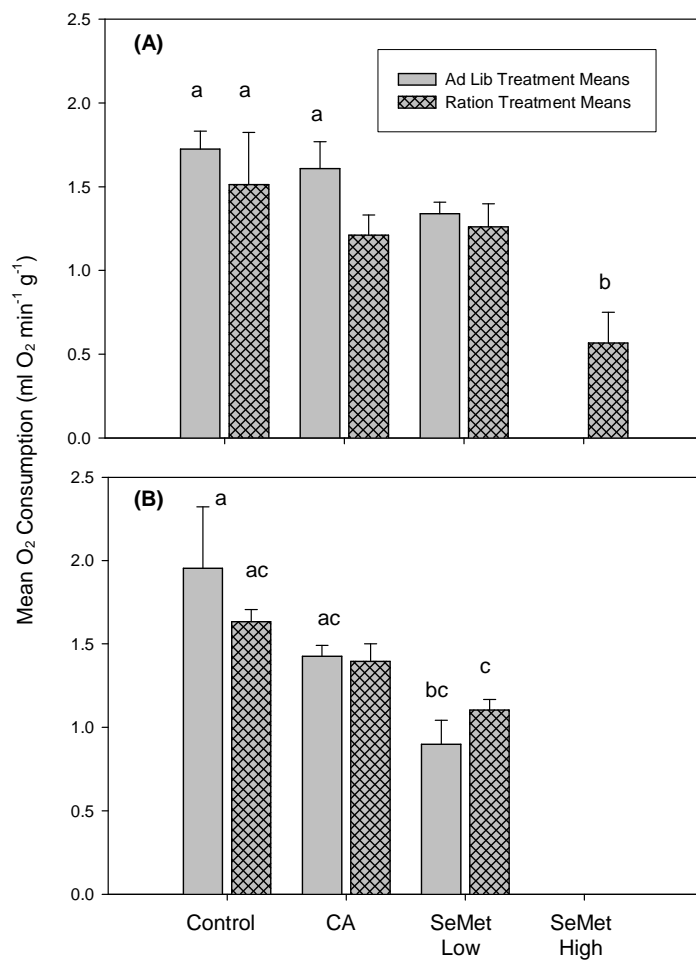 Mean O₂ Consumption (ml O₂ min⁻¹ g⁻¹)
2.5
2.0
1.5
1.0
0.5
0.0
(A)
Ad Lib Treatment Means
Ration Treatment Means
a a a b
2.5
2.0
1.5
1.0
0.5
0.0
(B)
a
ac
ac
bc c
Control CA SeMet Low SeMet High